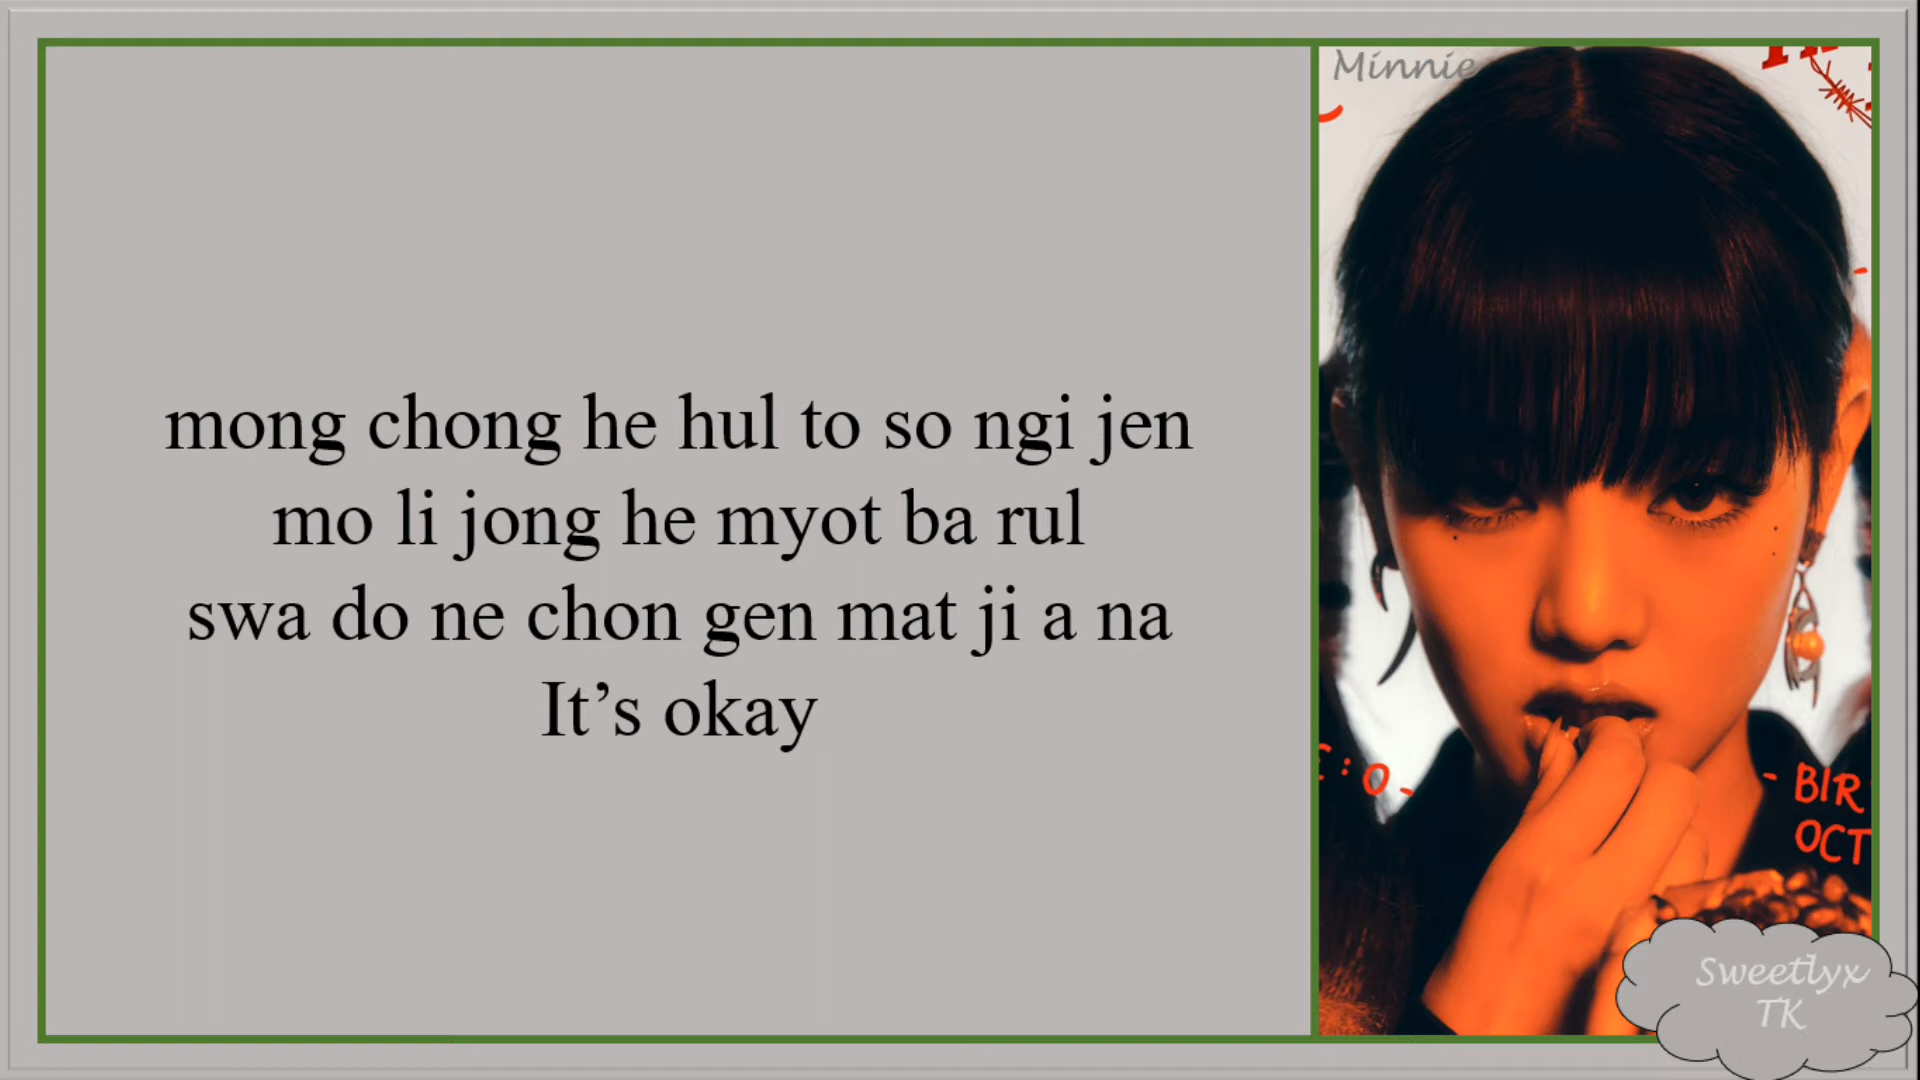 mong chong he hul to so ngi jen
mo li jong he myot ba rul
swa do ne chon gen mat ji a na
It’s okay
Minnie
: O -
- BIR
OCT
Sweetlyx
TK